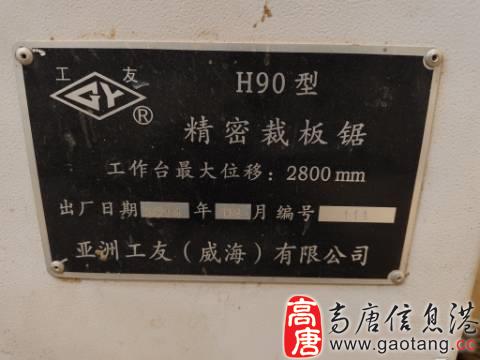 工 友
GY ®
H90型
精密裁板锯
工作台最大位移：2800mm
出厂日期 年 月 编号 111
亚洲工友（威海）有限公司
高唐 高唐信息港
www.gaotang.cc